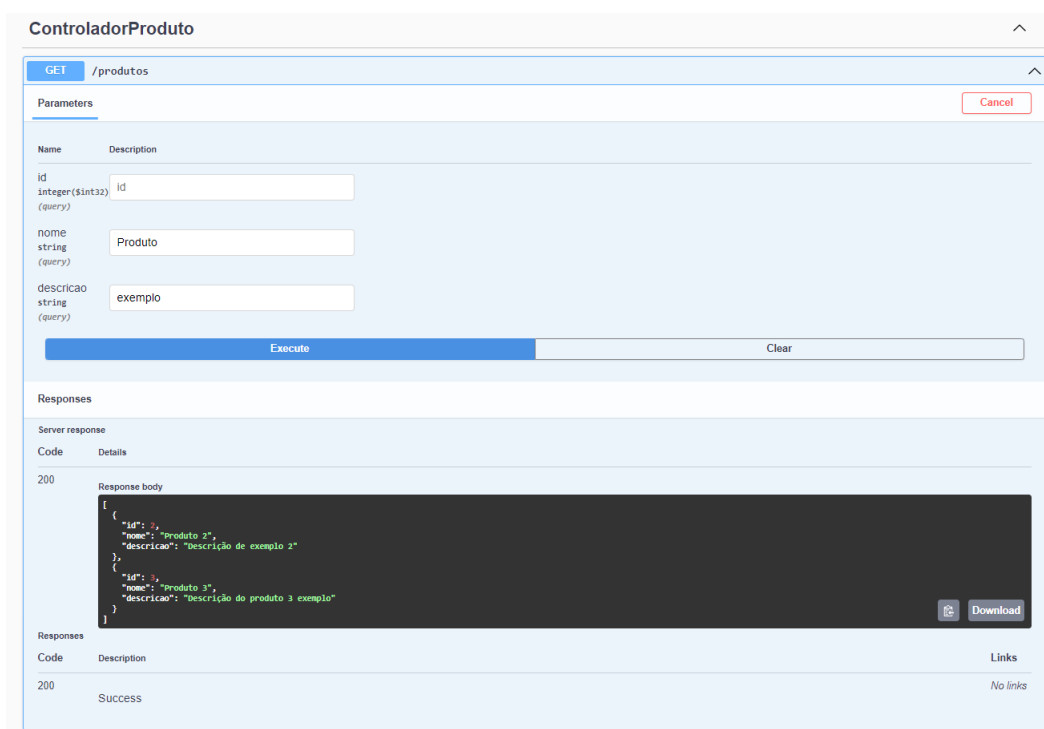 ControladorProduto
GET /produtos
Parameters
Cancel
Name Description
id
integer($int32)
(query)
id
nome
string
(query)
Produto
descricao
string
(query)
exemplo
Execute Clear
Responses
Server response
Code Details
200
Response body
[
{
"id": 2,
"nome": "Produto 2",
"descricao": "Descrição de exemplo 2"
},
{
"id": 3,
"nome": "Produto 3",
"descricao": "Descrição do produto 3 exemplo"
}
]
Download
Responses
Code Description Links
200
Success
No links